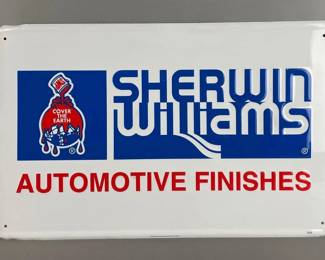 COVER
THE
EARTH
®
SHERWIN
WILLIAMS
®
AUTOMOTIVE FINISHES